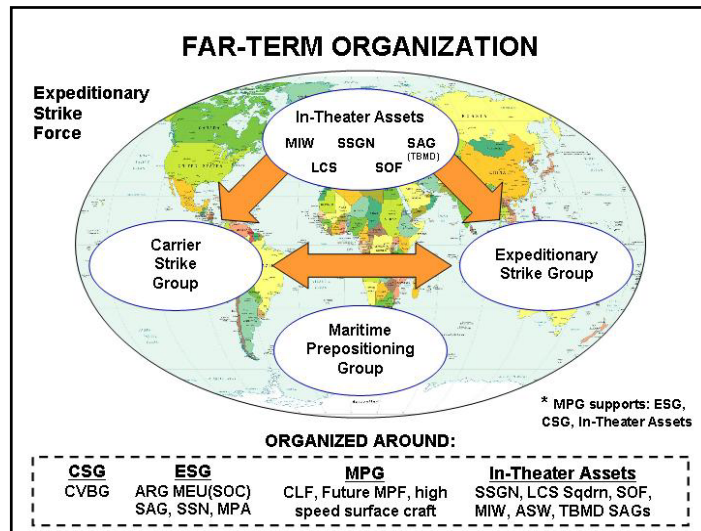 FAR-TERM ORGANIZATION
Expeditionary
Strike
Force
In-Theater Assets
MIW SSGN SAG
(TBMD)
LCS SOF
Carrier
Strike
Group
Expeditionary
Strike Group
Maritime
Prepositioning
Group
* MPG supports: ESG,
CSG, In-Theater Assets
ORGANIZED AROUND:
CSG
CVBG
ESG
ARG MEU(SOC)
SAG, SSN, MPA
MPG
CLF, Future MPF, high
speed surface craft
In-Theater Assets
SSGN, LCS Sqdrn, SOF,
MIW, ASW, TBMD SAGs